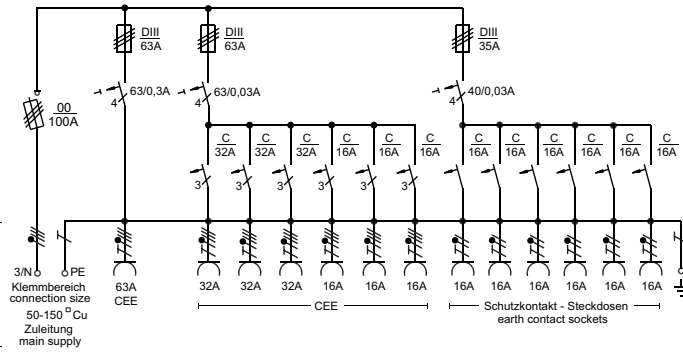 DIII
63A
DIII
63A
DIII
35A
63/0,3A
4
63/0,03A
4
40/0,03A
4
00
100A
C
32A
C
32A
C
32A
C
16A
C
16A
C
16A
C
16A
C
16A
C
16A
C
16A
C
16A
C
16A
3
3
3
3
3
3
3/N
PE
Klemmbereich
connection size
50-150 □ Cu
Zuleitung
main supply
63A
CEE
32A
32A
32A
16A
16A
16A
16A
16A
16A
16A
16A
16A
CEE
Schutzkontakt - Steckdosen
earth contact sockets